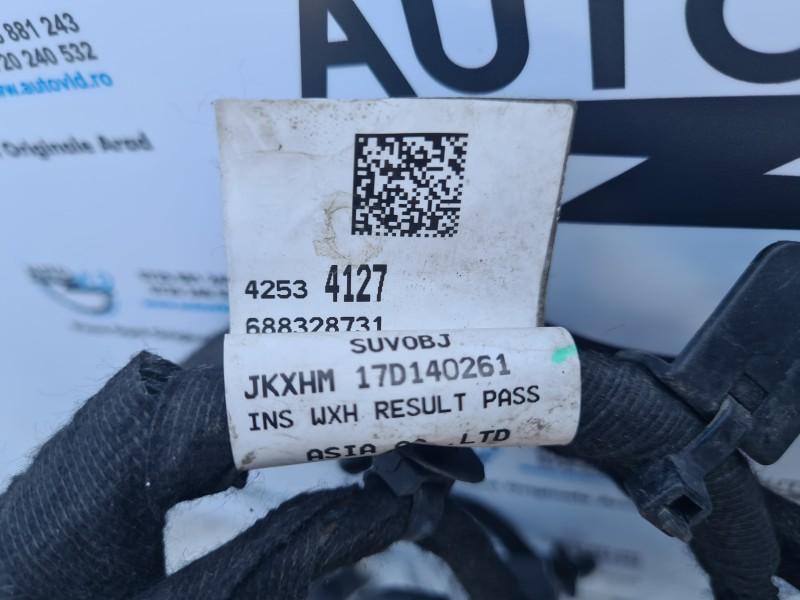 881 243
20 240 532
www.autovld.ro
Originale Arad
AUTO
4253 4127
688328731
SUVOBJ
JKXHM 17D140261
INS WXH RESULT PASS
ASIA CO.,LTD